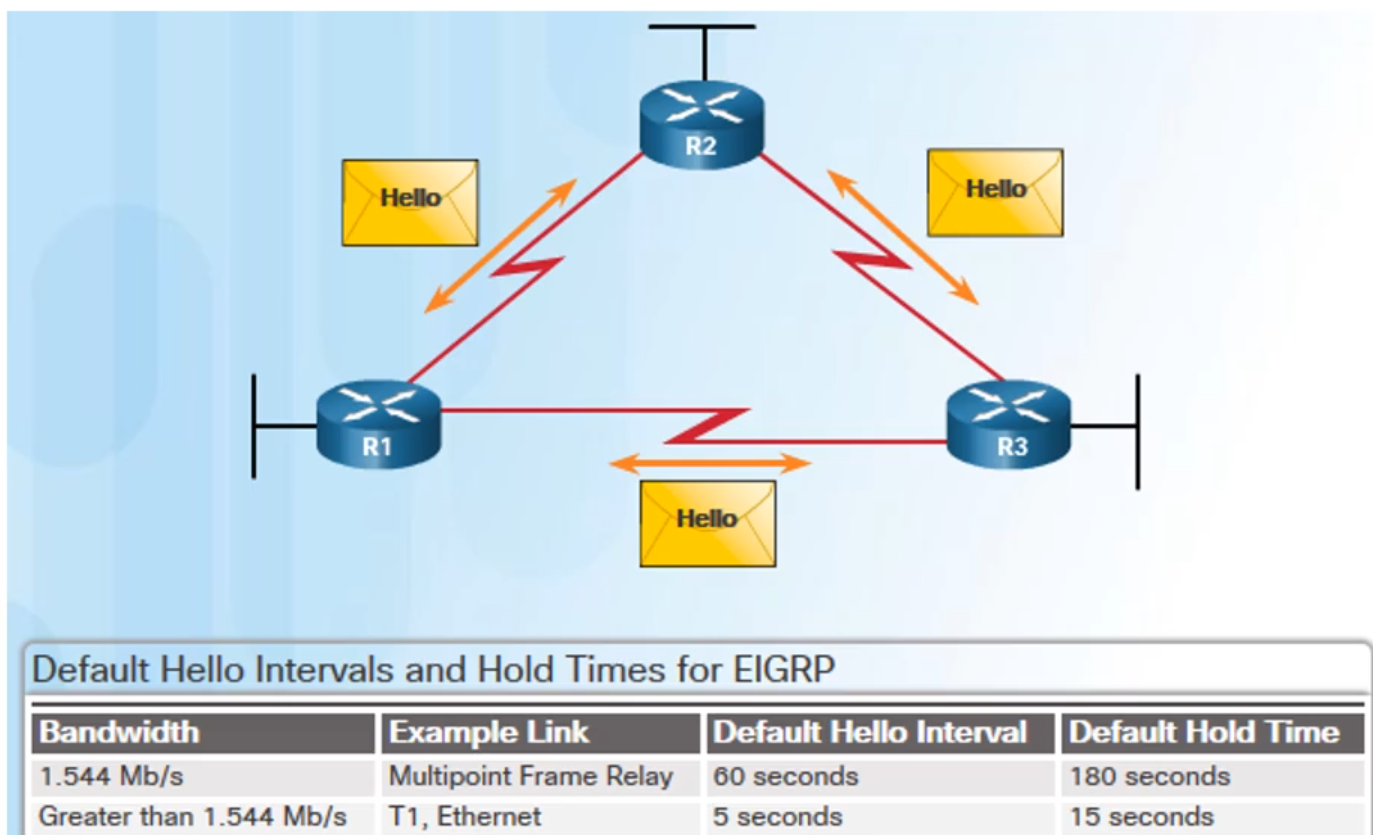 R2
Hello
Hello
R1
R3
Hello
Default Hello Intervals and Hold Times for EIGRP
Bandwidth Example Link Default Hello Interval Default Hold Time
1.544 Mb/s Multipoint Frame Relay 60 seconds 180 seconds
Greater than 1.544 Mb/s T1, Ethernet 5 seconds 15 seconds